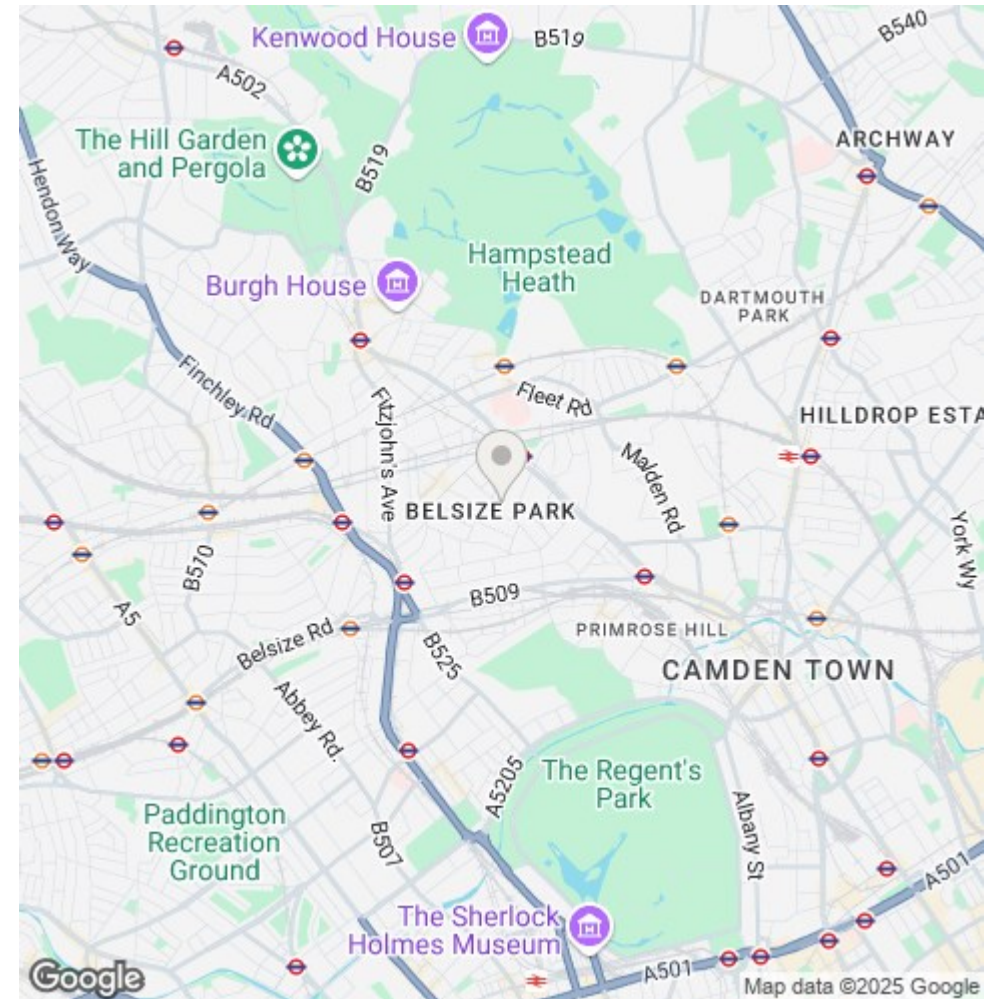 Kenwood House
B519
B540
A502
The Hill Garden
and Pergola
B519
ARCHWAY
Hendon Way
Hampstead
Heath
Burgh House
DARTMOUTH
PARK
Finchley Rd
Fitzjohn's Ave
Fleet Rd
HILLDROP ESTA
Malden Rd
BELSIZE PARK
York Wy
B570
A5
B509
Belsize Rd
PRIMROSE HILL
B525
CAMDEN TOWN
Abbey Rd.
The Regent's
Park
A5205
Albany St
Paddington
Recreation
Ground
B507
A501
The Sherlock
Holmes Museum
A501
Google
Map data ©2025 Google